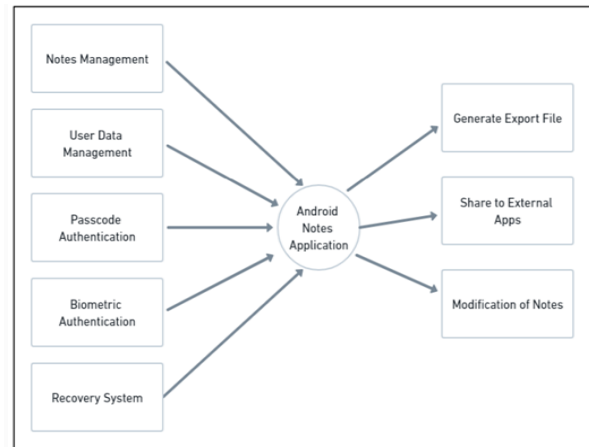 Notes Management
User Data
Management
Passcode
Authentication
Biometric
Authentication
Recovery System
Android
Notes
Application
Generate Export File
Share to External
Apps
Modification of Notes